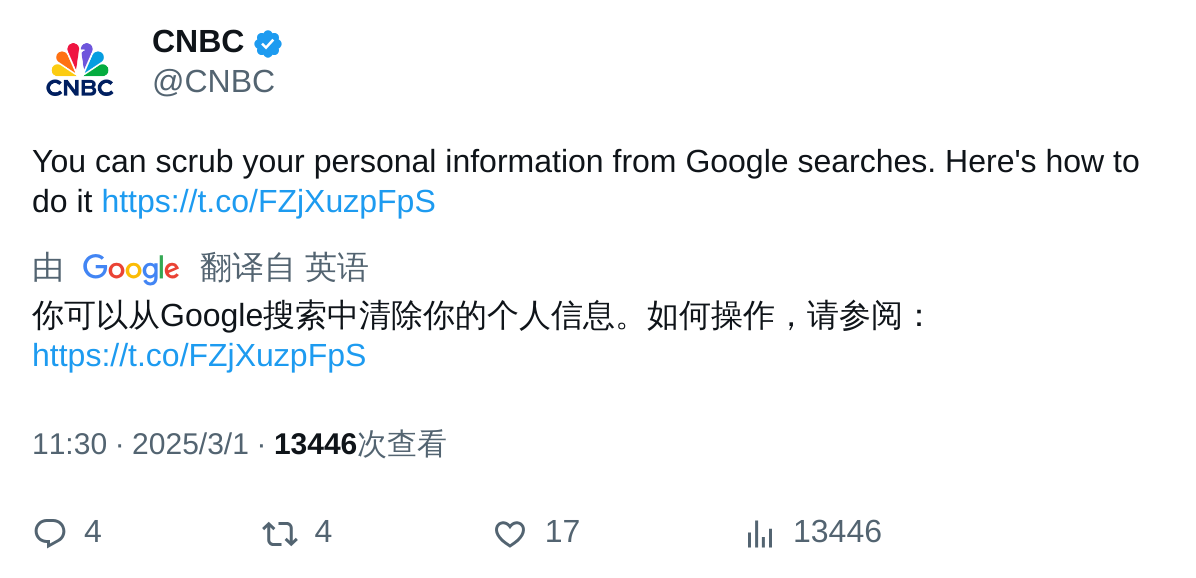 CNBC
CNBC
@CNBC
You can scrub your personal information from Google searches. Here's how to
do it https://t.co/FZjXuzpFpS
由 Google 翻译自 英语
你可以从Google搜索中清除你的个人信息。如何操作，请参阅：
https://t.co/FZjXuzpFpS
11:30 · 2025/3/1 · 13446次查看
4 4 17 13446